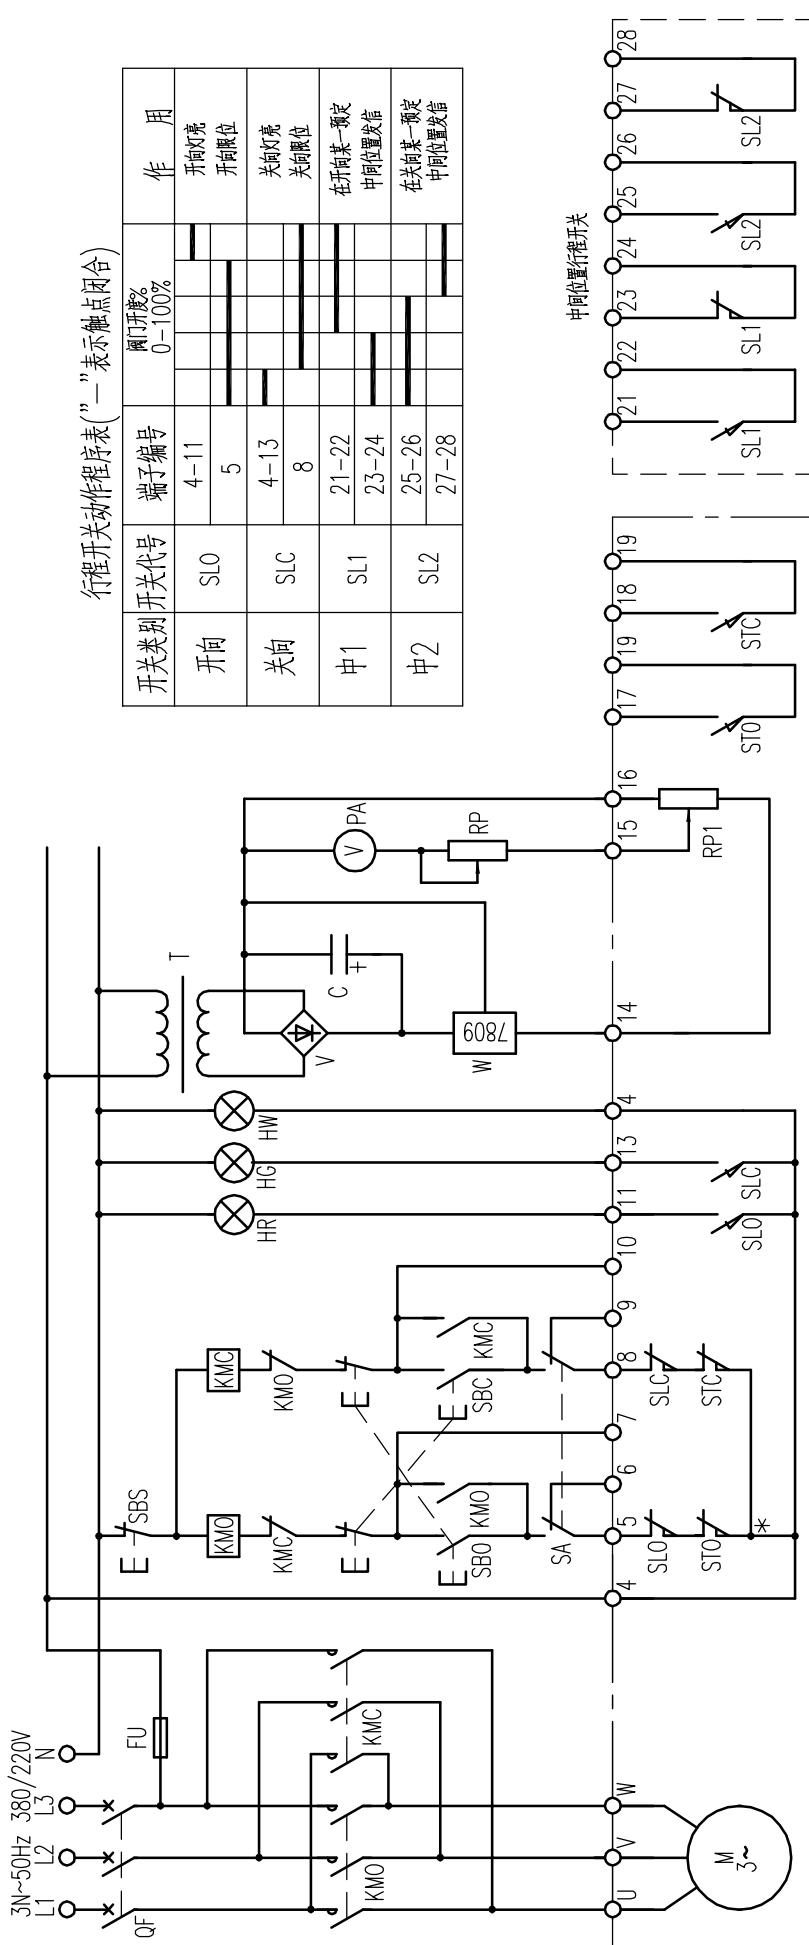 行程开关动作程序表("—"表示触点闭合)
开关类别 开关代号 端子编号 阀门开度% 0-100% 作 用
开向 SLO 4-11 开向灯亮
5 开向限位
关向 SLC 4-13 关向灯亮
8 关向限位
中1 SL1 21-22 在开向某一预定
23-24 中间位置发信
中2 SL2 25-26 在关向某一预定
27-28 中间位置发信
3N~50Hz 380/220V
L1 L2 L3 N
QF
FU
KMO
KMC
SBS
KMO
KMC
KMC
KMO
SBO
KMO
SBC
KMC
SA
HR
HG
HW
T
V
C
+
W
7809
V
PA
RP
U V W 4 5 6 7 8 9 10 11 13 4 14 15 16 17 19 18 19 21 22 23 24 25 26 27 28
中间位置行程开关
M
3~
SLO
STO
*
SLC
STC
SLO
SLC
RP1
STO
STC
SL1
SL1
SL2
SL2